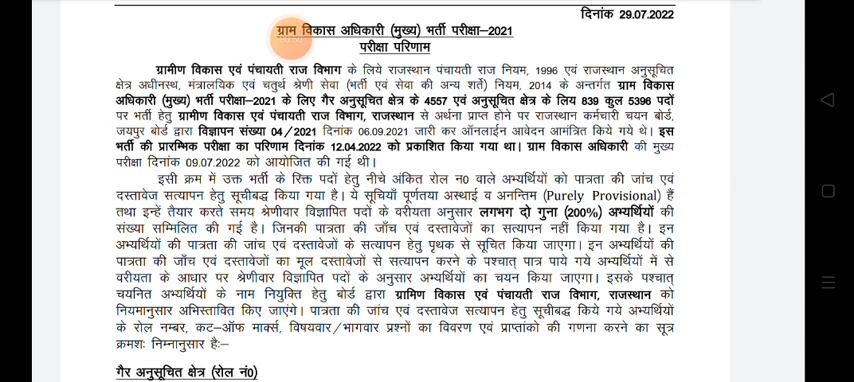 दिनांक 29.07.2022
ग्राम विकास अधिकारी (मुख्य) भर्ती परीक्षा–2021
परीक्षा परिणाम
ग्रामीण विकास एवं पंचायती राज विभाग के लिये राजस्थान पंचायती राज नियम, 1996 एवं राजस्थान अनुसूचित
क्षेत्र अधीनस्थ, मंत्रालयिक एवं चतुर्थ श्रेणी सेवा (भर्ती एवं सेवा की अन्य शर्ते) नियम, 2014 के अन्तर्गत ग्राम विकास
अधिकारी (मुख्य) भर्ती परीक्षा–2021 के लिए गैर अनुसूचित क्षेत्र के 4557 एवं अनुसूचित क्षेत्र के लिय 839 कुल 5396 पदों
पर भर्ती हेतु ग्रामीण विकास एवं पंचायती राज विभाग, राजस्थान से अर्थना प्राप्त होने पर राजस्थान कर्मचारी चयन बोर्ड,
जयपुर बोर्ड द्वारा विज्ञापन संख्या 04/2021 दिनांक 06.09.2021 जारी कर ऑनलाईन आवेदन आमंत्रित किये गये थे। इस
भर्ती की प्रारम्भिक परीक्षा का परिणाम दिनांक 12.04.2022 को प्रकाशित किया गया था। ग्राम विकास अधिकारी की मुख्य
परीक्षा दिनांक 09.07.2022 को आयोजित की गई थी।
इसी क्रम में उक्त भर्ती के रिक्त पदों हेतु नीचे अंकित रोल न0 वाले अभ्यर्थियों को पात्रता की जांच एवं
दस्तावेज सत्यापन हेतु सूचीबद्ध किया गया है। ये सूचियाँ पूर्णतया अस्थाई व अनन्तिम (Purely Provisional) हैं
तथा इन्हें तैयार करते समय श्रेणीवार विज्ञापित पदों के वरीयता अनुसार लगभग दो गुना (200%) अभ्यर्थियों की
संख्या सम्मिलित की गई है। जिनकी पात्रता की जाँच एवं दस्तावेजों का सत्यापन नहीं किया गया है। इन
अभ्यर्थियों की पात्रता की जांच एवं दस्तावेजों के सत्यापन हेतु पृथक से सूचित किया जाएगा। इन अभ्यर्थियों की
पात्रता की जाँच एवं दस्तावेजों का मूल दस्तावेजों से सत्यापन करने के पश्चात् पात्र पाये गये अभ्यर्थियों में से
वरीयता के आधार पर श्रेणीवार विज्ञापित पदों के अनुसार अभ्यर्थियों का चयन किया जाएगा। इसके पश्चात्
चयनित अभ्यर्थियों के नाम नियुक्ति हेतु बोर्ड द्वारा ग्रामिण विकास एवं पंचायती राज विभाग, राजस्थान को
नियमानुसार अभिस्तावित किए जाएंगे। पात्रता की जांच एवं दस्तावेज सत्यापन हेतु सूचीबद्ध किये गये अभ्यर्थियों
के रोल नम्बर, कट–ऑफ मार्क्स, विषयवार/भागवार प्रश्नों का विवरण एवं प्राप्तांको की गणना करने का सूत्र
क्रमशः निम्नानुसार है:–
गैर अनुसूचित क्षेत्र (रोल नं0)